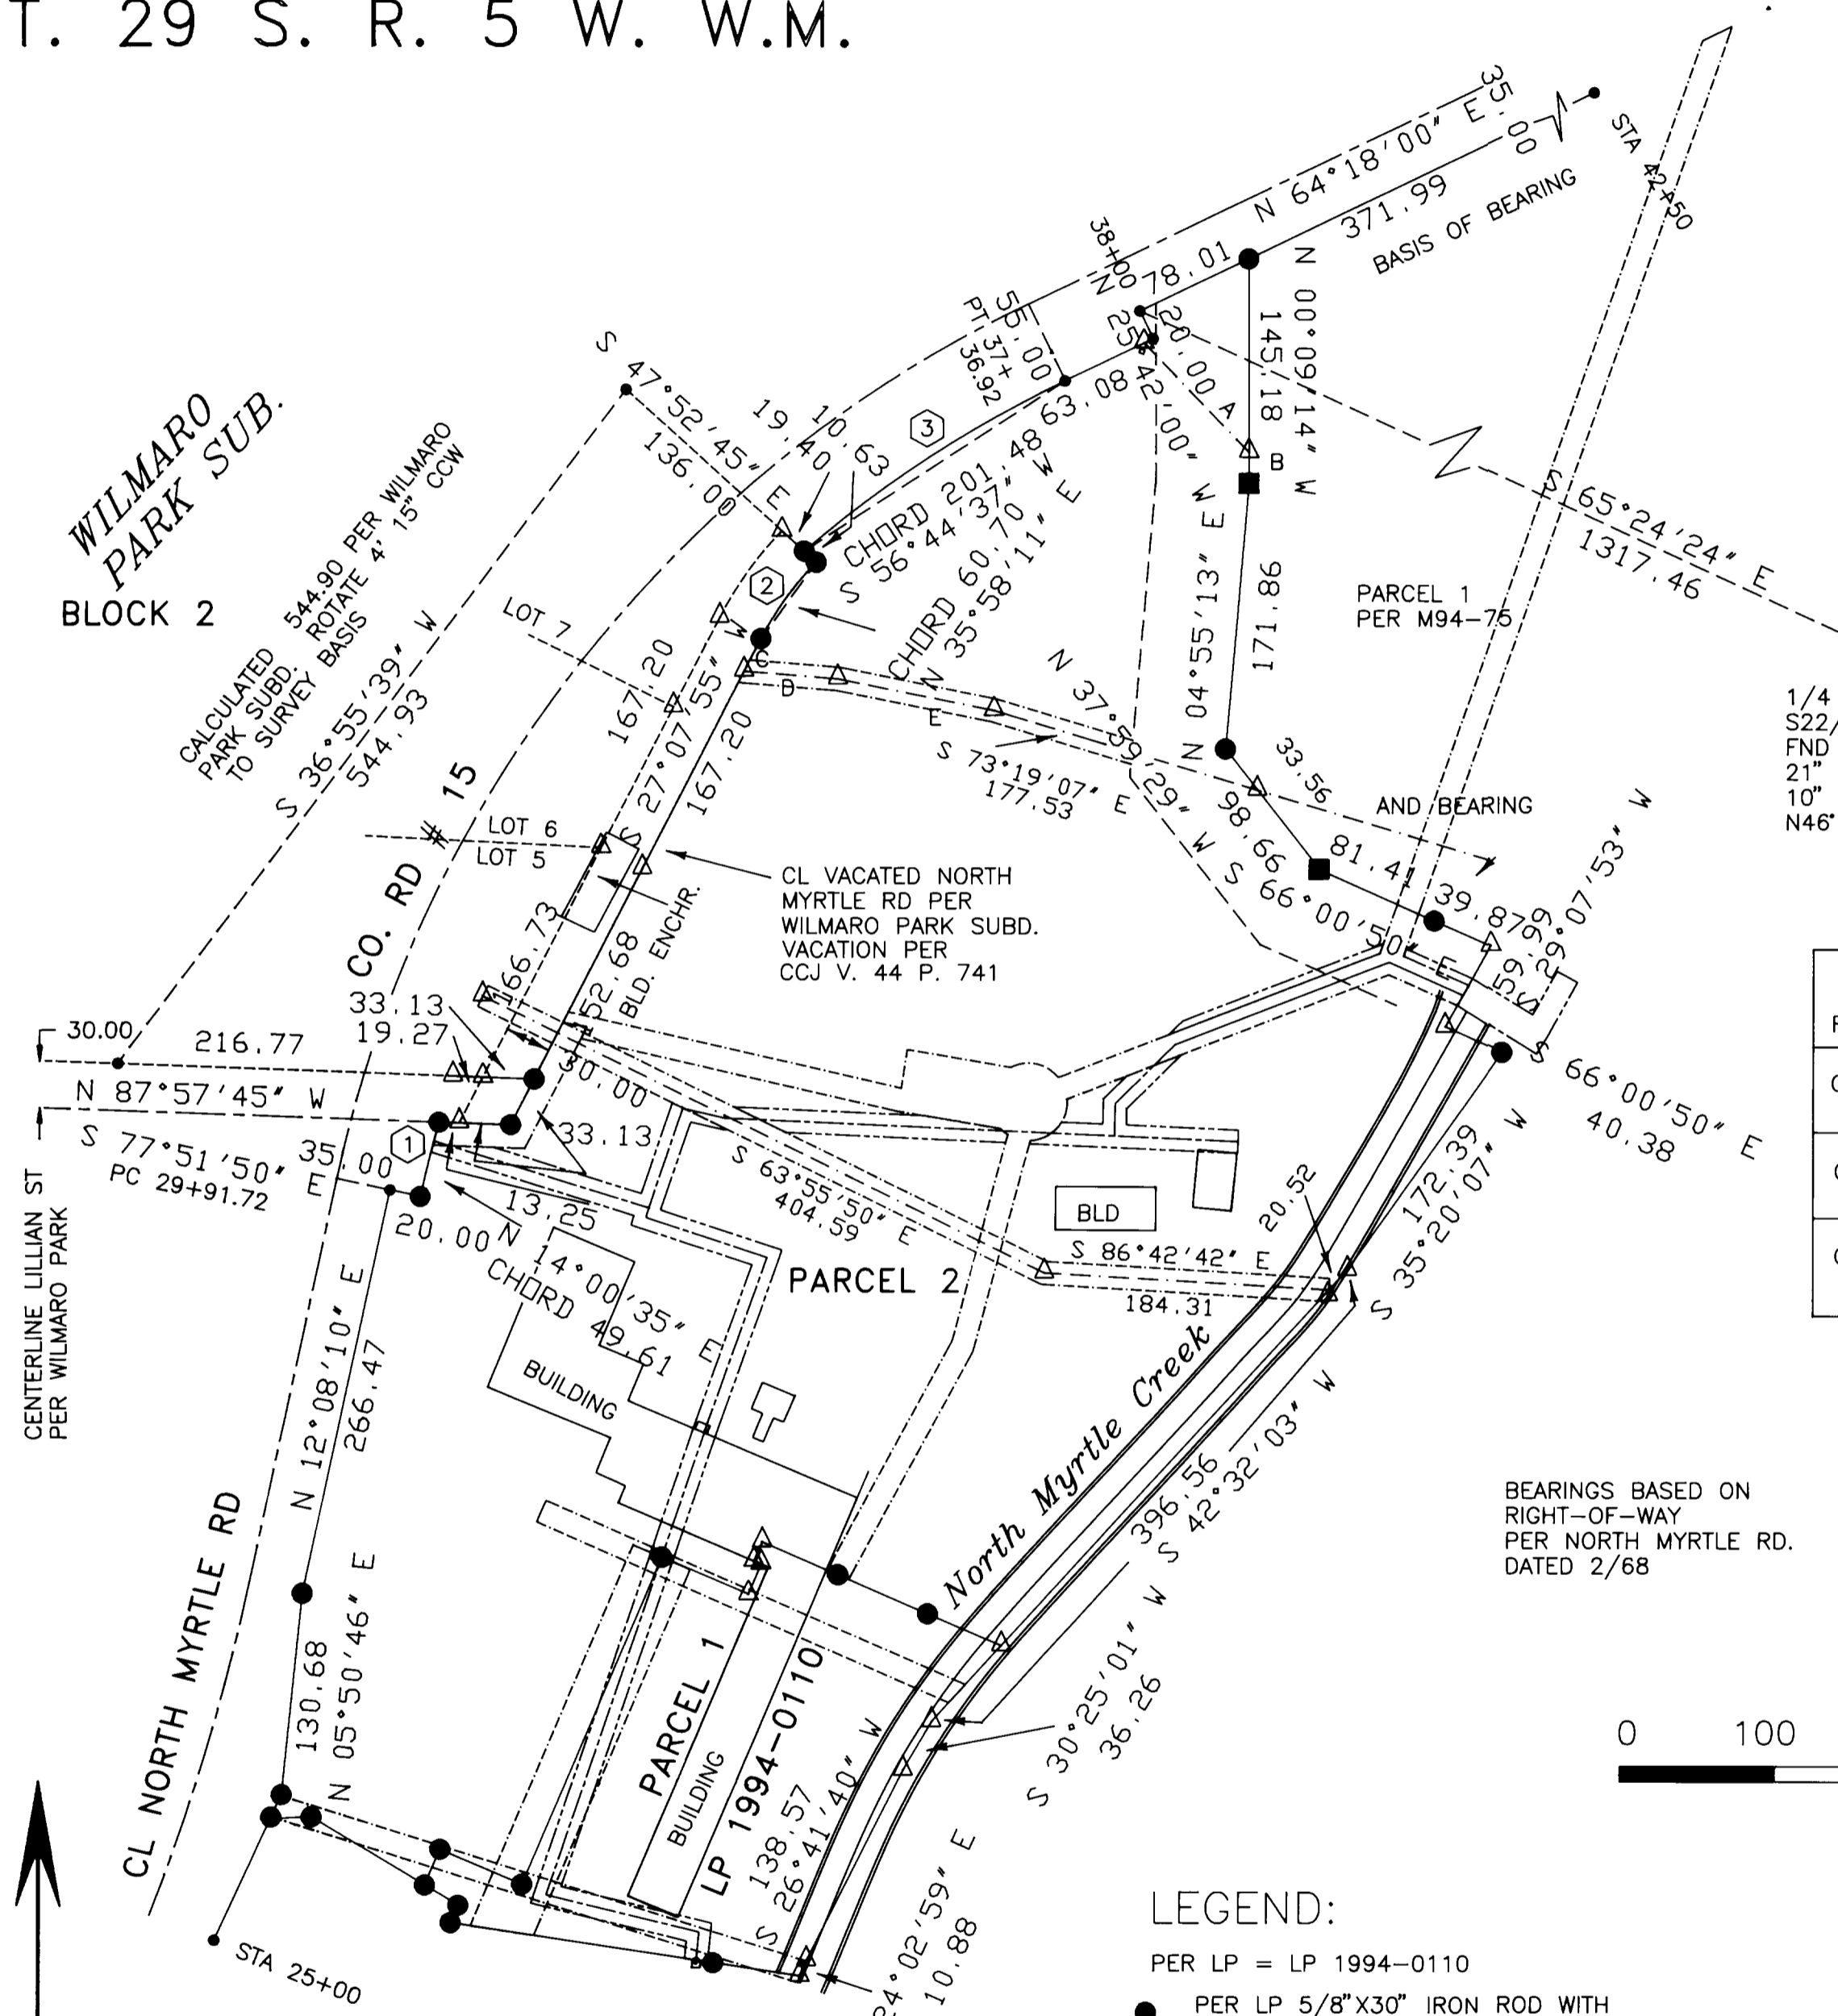 T. 29 S. R. 5 W. W.M.
35.00
N 64°18'00" E
371.99
BASIS OF BEARING
STA 42+50
38+00
78.01
N 00°09'14" W
145.18
N 25°42'00" W
20.00
A
B
55.00
PT 37+
36.92
63.08
3
S 47°52'45" E
136.00
19.40
10.63
CHORD 201.48
S 56°44'37" W
CHORD 60.70
N 35°58'11" E
2
WILMARO
PARK SUB.
BLOCK 2
CALCULATED 544.90 PER WILMARO
PARK SUBD. ROTATE 4' 15" CCW
TO SURVEY BASIS
S 36°55'39" W
544.93
S 65°24'24" E
1317.46
PARCEL 1
PER M94-75
N 04°55'13" E
171.86
LOT 7
167.20
S 27°07'55" W
167.20
C
D
E
S 73°19'07" E
177.53
N 37°59'29" W
98.66
33.56
AND BEARING
81.41
39.87
S 66°00'50" E
59.99
S 29°07'53" W
1/4
S22/
FND
21"
10"
N46°
CO. RD # 15
LOT 6
LOT 5
166.73
152.68
BLD. ENCHR.
CL VACATED NORTH
MYRTLE RD PER
WILMARO PARK SUBD.
VACATION PER
CCJ V. 44 P. 741
33.13
19.27
30.00
216.77
N 87°57'45" W
30.00
33.13
S 77°51'50" E
PC 29+91.72
35.00
1
13.25
20.00
N 14°00'35" E
CHORD 49.61
CENTERLINE LILLIAN ST
PER WILMARO PARK
S 63°55'50" E
404.59
BLD
20.52
S 86°42'42" E
184.31
172.39
S 35°20'07" W
S 66°00'50" E
40.38
PARCEL 2
N 12°08'10" E
266.47
BUILDING
North Myrtle Creek
396.56
S 42°32'03" W
BEARINGS BASED ON
RIGHT-OF-WAY
PER NORTH MYRTLE RD.
DATED 2/68
CL NORTH MYRTLE RD
130.68
N 05°50'46" E
PARCEL 1
BUILDING
LP 1994-0110
138.57
S 26°41'40" W
S 30°25'01" W
36.26
0 100
24°02'59" E
10.88
STA 25+00
LEGEND:
PER LP = LP 1994-0110
PER LP 5/8"X30" IRON ROD WITH